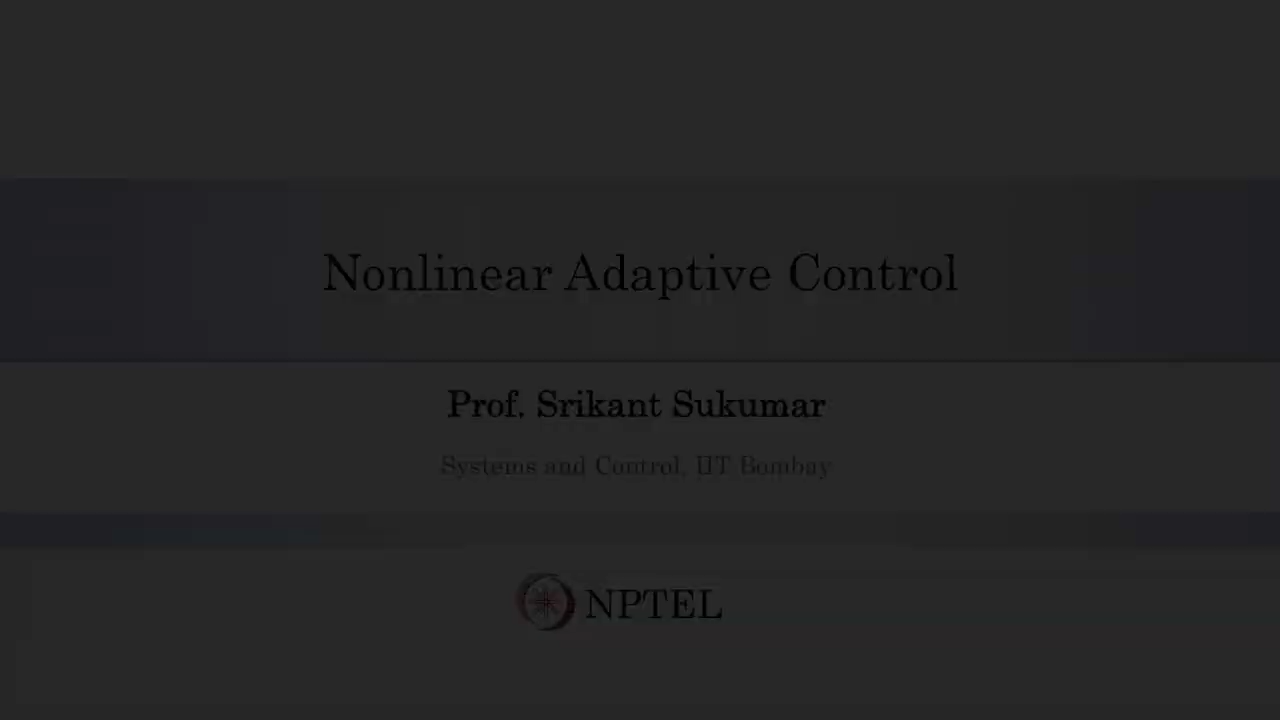 Nonlinear Adaptive Control
Prof. Srikant Sukumar
Systems and Control, IIT Bombay
NPTEL